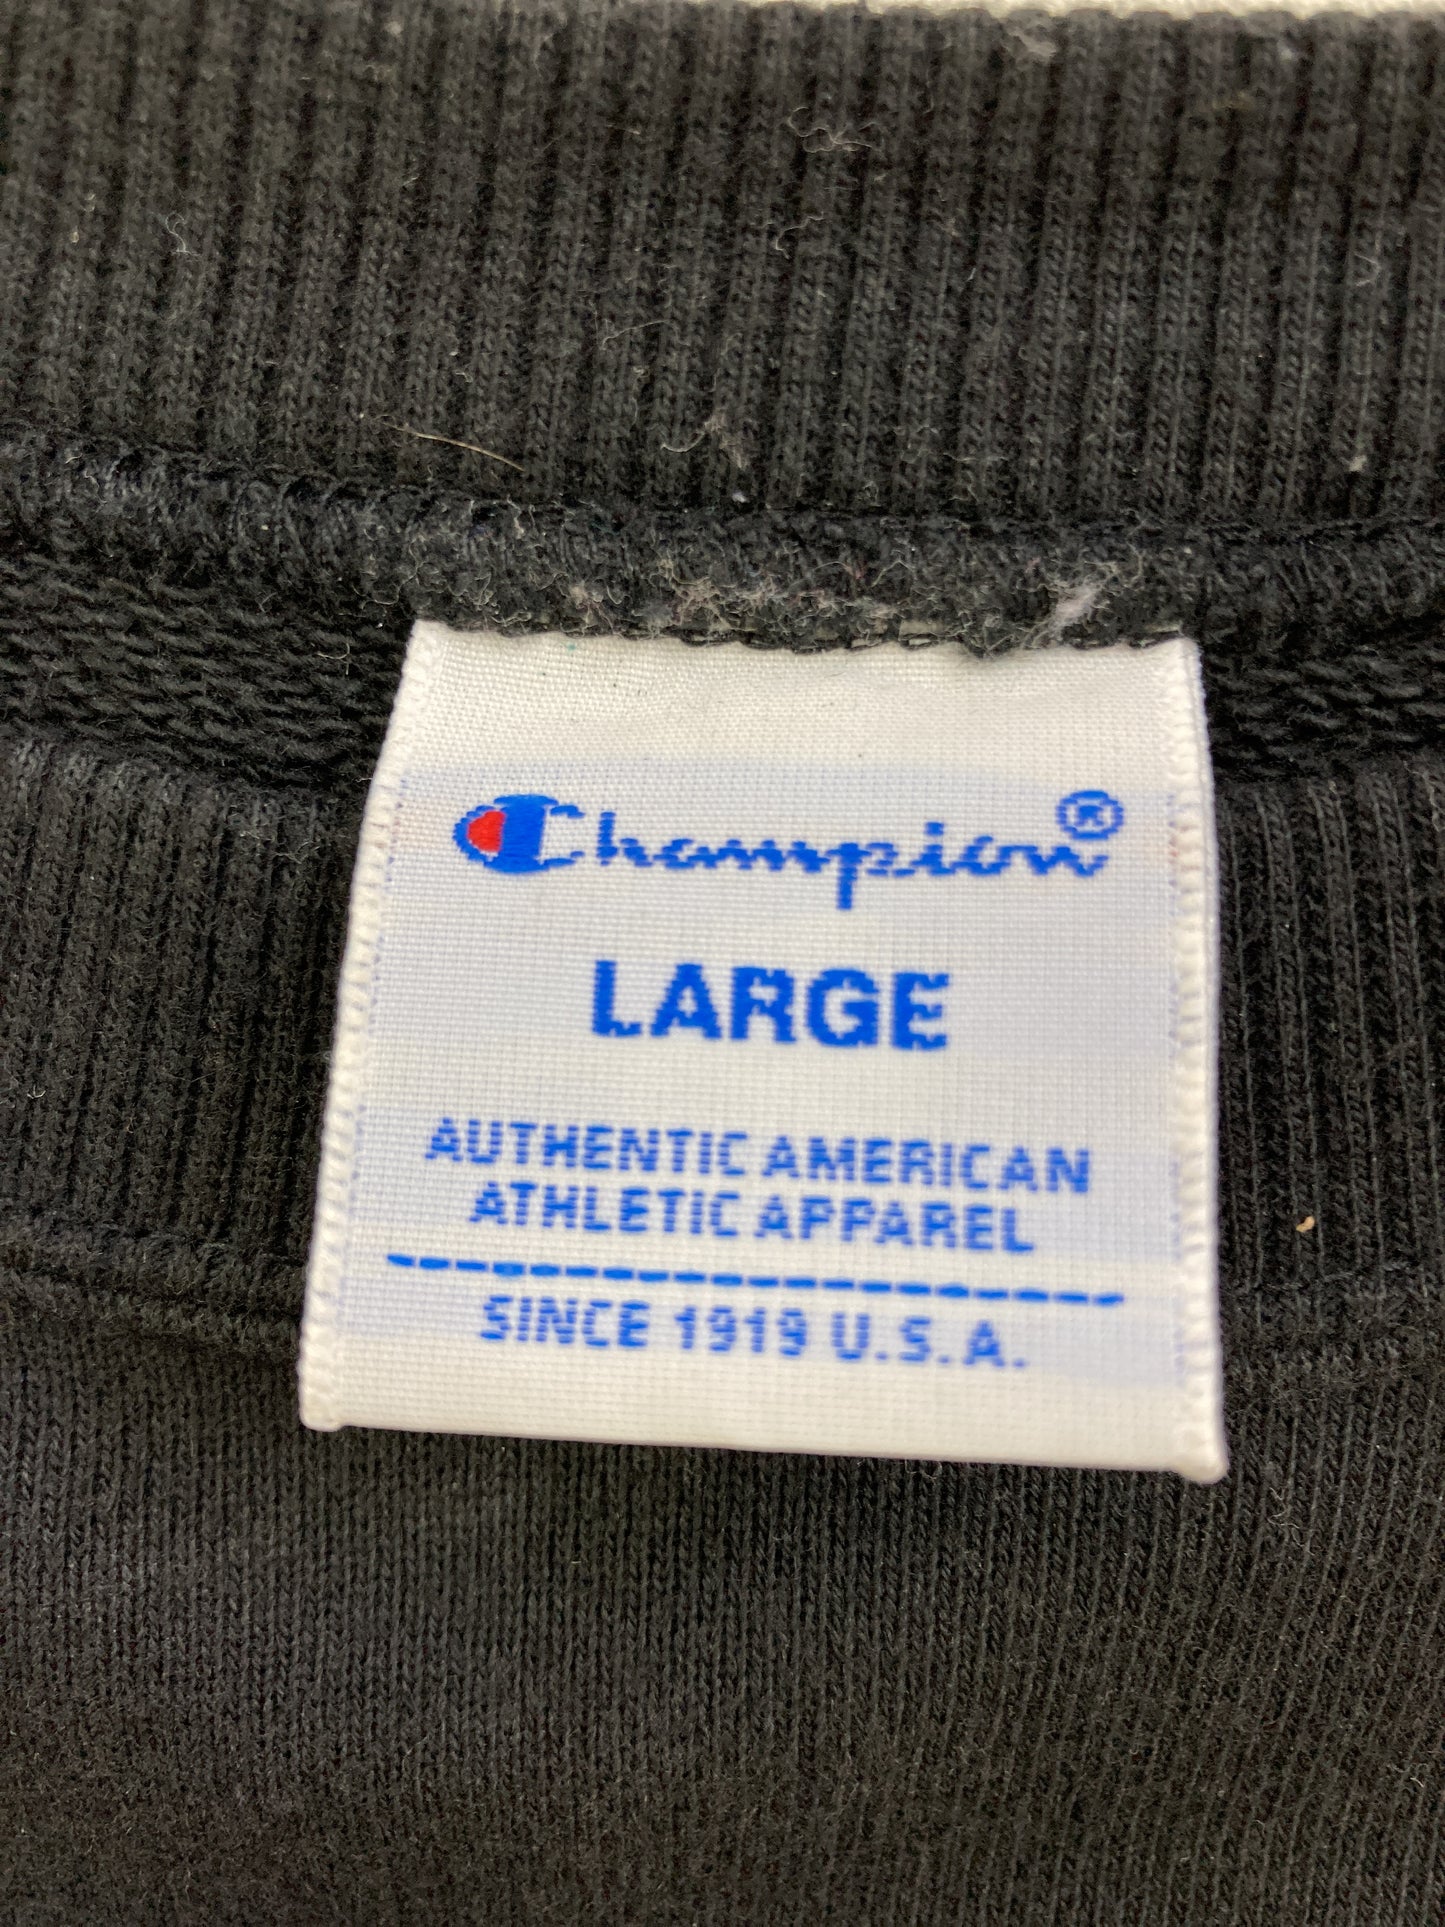 Champion®
LARGE
AUTHENTIC AMERICAN
ATHLETIC APPAREL
SINCE 1919 U.S.A.